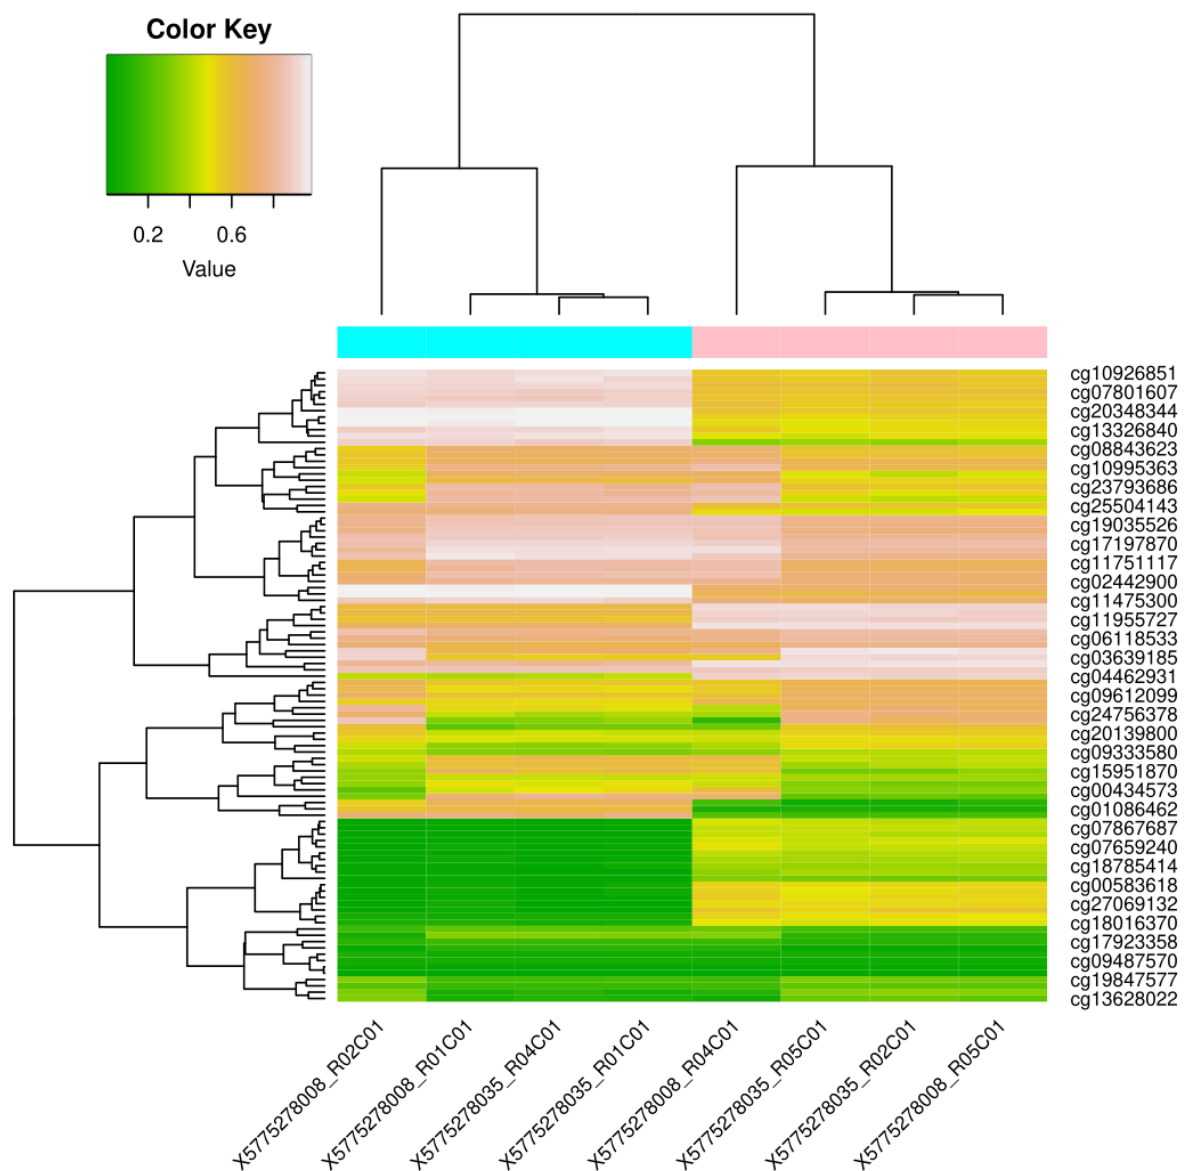 Color Key
0.2 0.6
Value
cg10926851
cg07801607
cg20348344
cg13326840
cg08843623
cg10995363
cg23793686
cg25504143
cg19035526
cg17197870
cg11751117
cg02442900
cg11475300
cg11955727
cg06118533
cg03639185
cg04462931
cg09612099
cg24756378
cg20139800
cg09333580
cg15951870
cg00434573
cg01086462
cg07867687
cg07659240
cg18785414
cg00583618
cg27069132
cg18016370
cg17923358
cg09487570
cg19847577
cg13628022
X5775278008_R02C01
X5775278008_R01C01
X5775278035_R04C01
X5775278035_R01C01
X5775278008_R04C01
X5775278035_R05C01
X5775278035_R02C01
X5775278008_R05C01